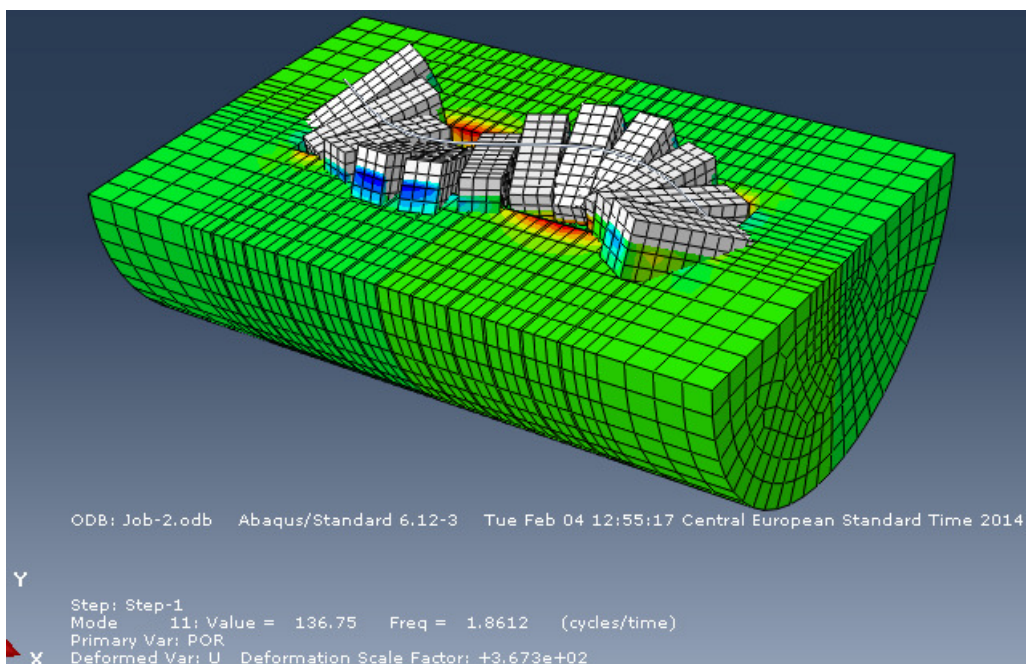 ODB: Job-2.odb Abaqus/Standard 6.12-3 Tue Feb 04 12:55:17 Central European Standard Time 2014
Y
Step: Step-1
Mode 11: Value = 136.75 Freq = 1.8612 (cycles/time)
Primary Var: POR
X Deformed Var: U Deformation Scale Factor: +3.673e+02